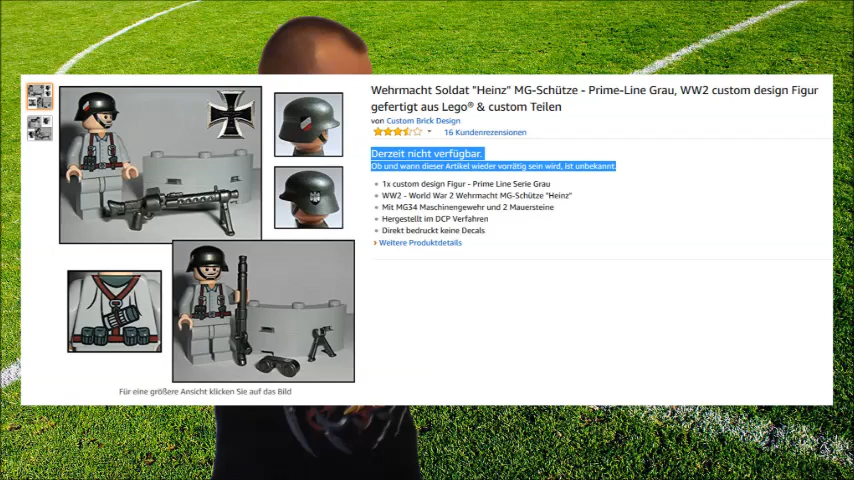 Wehrmacht Soldat "Heinz" MG-Schütze - Prime-Line Grau, WW2 custom design Figur
gefertigt aus Lego® & custom Teilen
von Custom Brick Design
16 Kundenrezensionen
Derzeit nicht verfügbar.
Ob und wann dieser Artikel wieder vorrätig sein wird, ist unbekannt.
1x custom design Figur - Prime Line Serie Grau
WW2 - World War 2 Wehrmacht MG-Schütze "Heinz"
Mit MG34 Maschinengewehr und 2 Mauersteine
Hergestellt im DCP Verfahren
Direkt bedruckt keine Decals
› Weitere Produktdetails
Für eine größere Ansicht klicken Sie auf das Bild